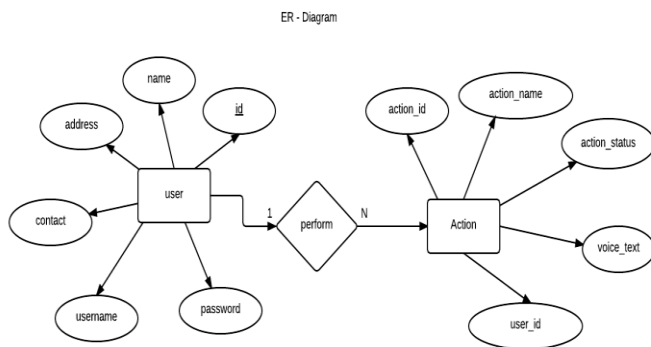 ER - Diagram
name
id
address
user
contact
username
password
1
perform
N
action_id
action_name
action_status
Action
voice_text
user_id